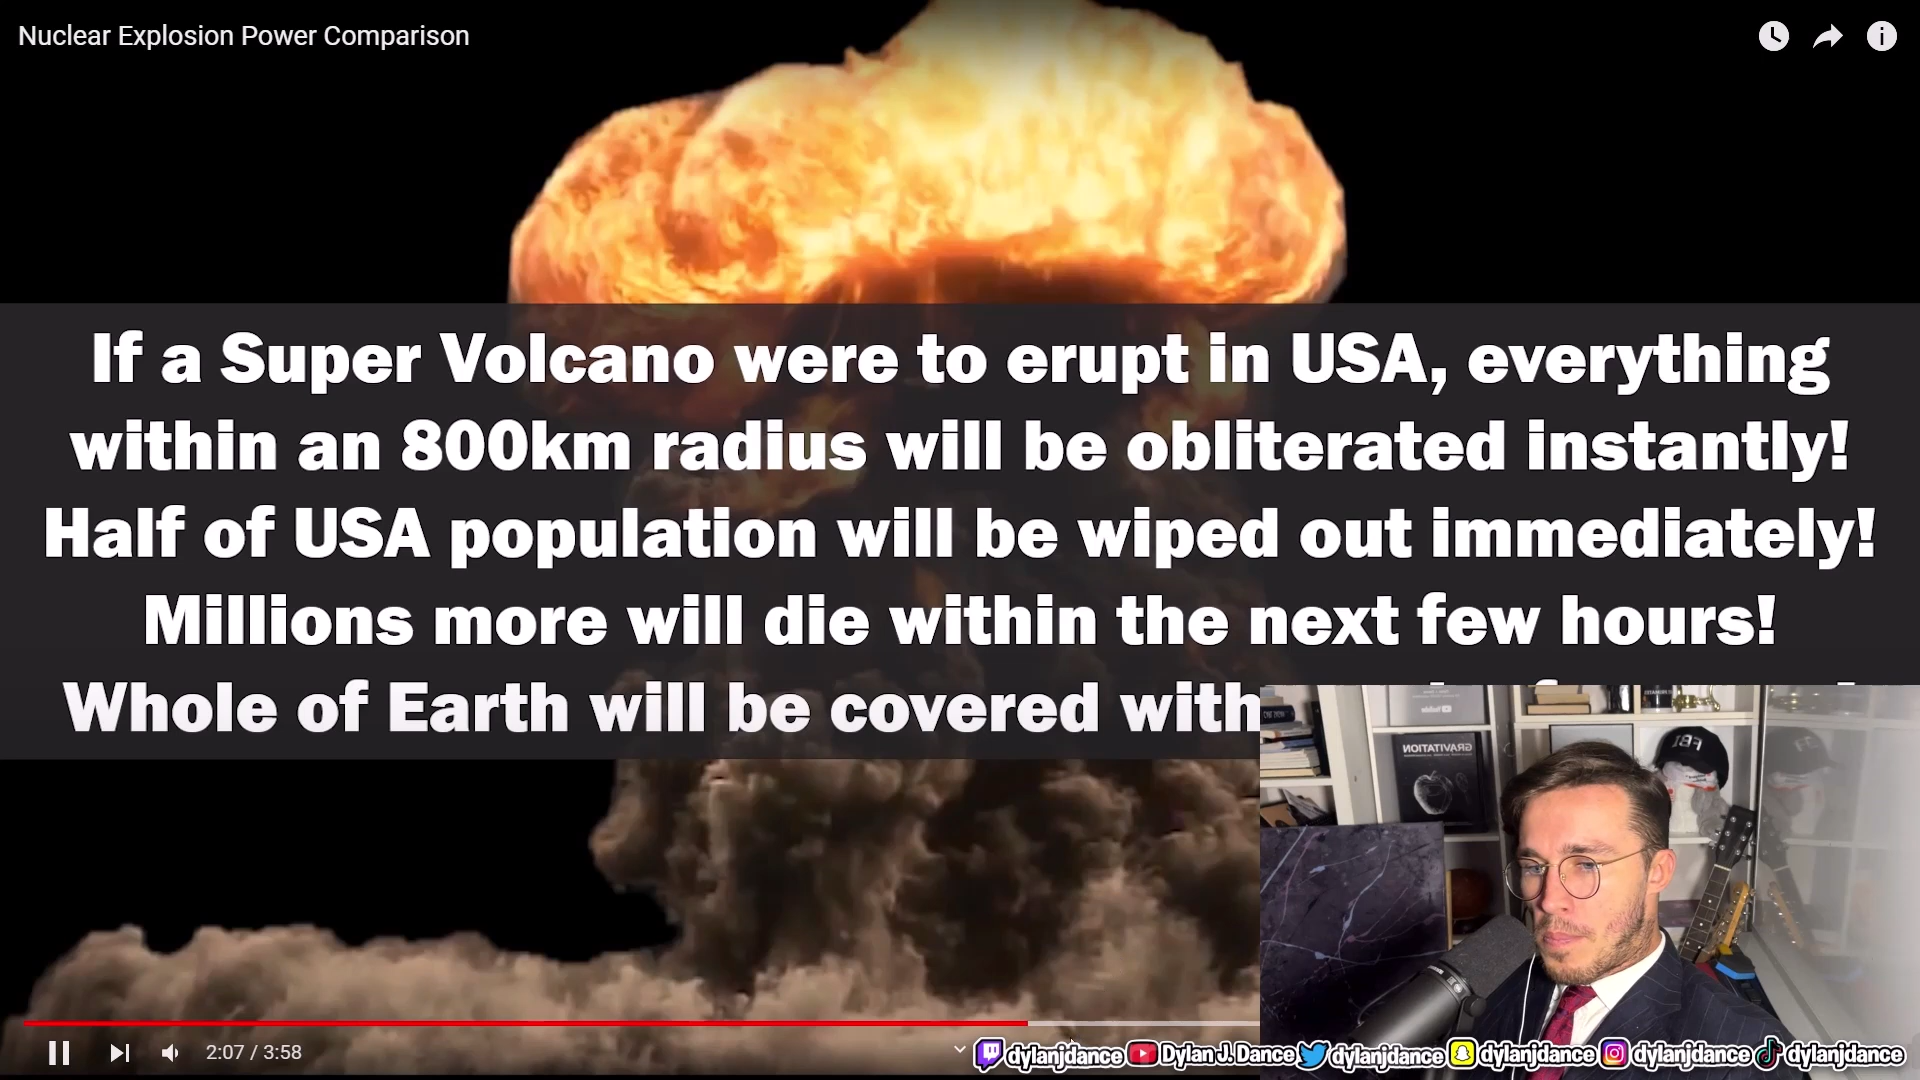 Nuclear Explosion Power Comparison
If a Super Volcano were to erupt in USA, everything
within an 800km radius will be obliterated instantly!
Half of USA population will be wiped out immediately!
Millions more will die within the next few hours!
Whole of Earth will be covered with
GRAVITATION
FBI
2:07 / 3:58
dylanjdance Dylan J. Dance dylanjdance dylanjdance dylanjdance dylanjdance